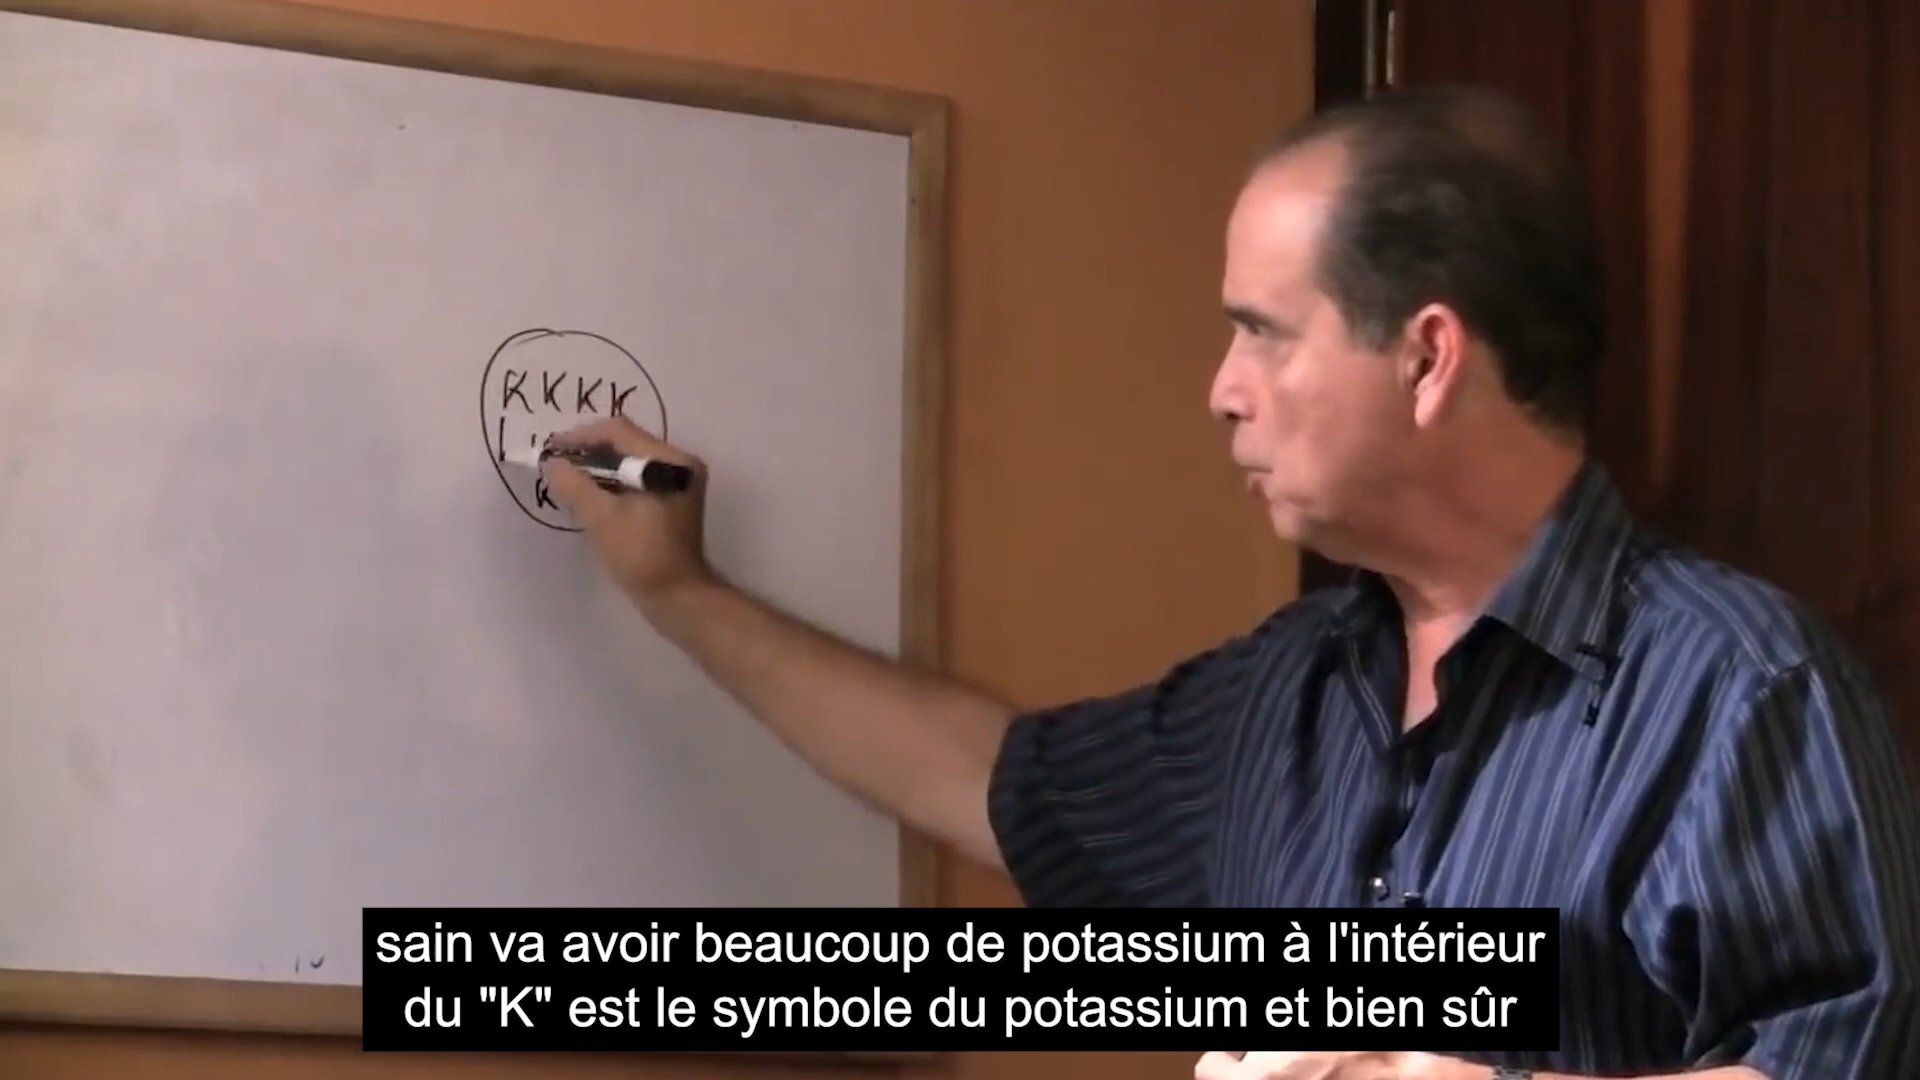 KKKK
K
sain va avoir beaucoup de potassium à l'intérieur
du "K" est le symbole du potassium et bien sûr